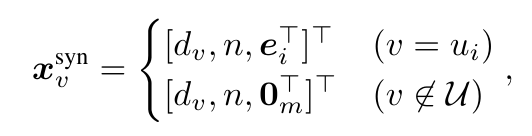 x_v^{syn} = { [d_v, n, e_i^⊤]^⊤ (v = u_i)
[d_v, n, 0_m^⊤]^⊤ (v ∉ 𝒰) ,